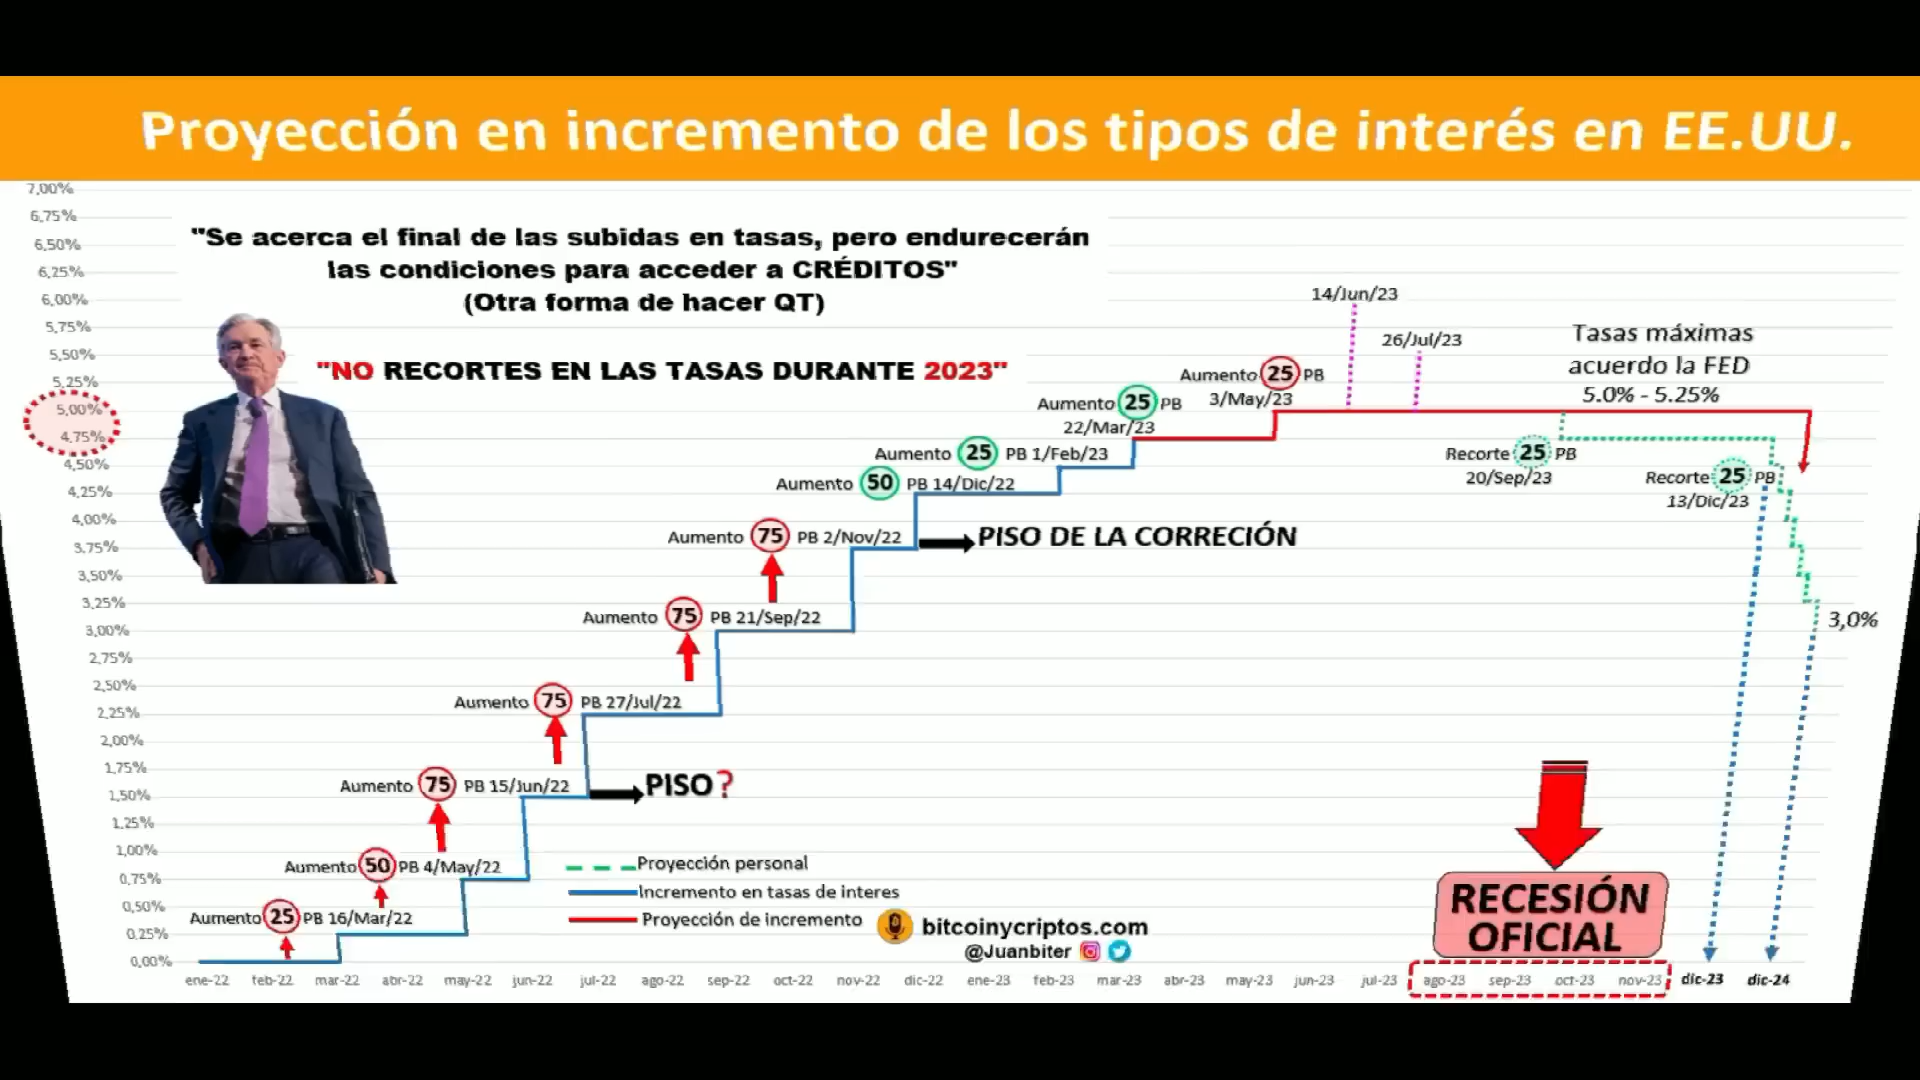 Proyección en incremento de los tipos de interés en EE.UU.
7,00%
6,75%
6,50%
6,25%
6,00%
5,75%
5,50%
5,25%
5,00%
4,75%
4,50%
4,25%
4,00%
3,75%
3,50%
3,25%
3,00%
2,75%
2,50%
2,25%
2,00%
1,75%
1,50%
1,25%
1,00%
0,75%
0,50%
0,25%
0,00%
"Se acerca el final de las subidas en tasas, pero endurecerán
las condiciones para acceder a CRÉDITOS"
(Otra forma de hacer QT)
"NO RECORTES EN LAS TASAS DURANTE 2023"
14/Jun/23
26/Jul/23
Tasas máximas
acuerdo la FED
5.0% - 5.25%
Aumento 25 PB
3/May/23
Aumento 25 PB
22/Mar/23
Aumento 25 PB 1/Feb/23
Aumento 50 PB 14/Dic/22
Recorte 25 PB
20/Sep/23
Recorte 25 PB
13/Dic/23
Aumento 75 PB 2/Nov/22
PISO DE LA CORRECIÓN
Aumento 75 PB 21/Sep/22
3,0%
Aumento 75 PB 27/Jul/22
Aumento 75 PB 15/Jun/22
PISO?
Aumento 50 PB 4/May/22
Aumento 25 PB 16/Mar/22
Proyección personal
Incremento en tasas de interes
Proyección de incremento
bitcoinycriptos.com
@Juanbiter
RECESIÓN
OFICIAL
ene-22 feb-22 mar-22 abr-22 may-22 jun-22 jul-22 ago-22 sep-22 oct-22 nov-22 dic-22 ene-23 feb-23 mar-23 abr-23 may-23 jun-23 jul-23 ago-23 sep-23 oct-23 nov-23 dic-23 dic-24